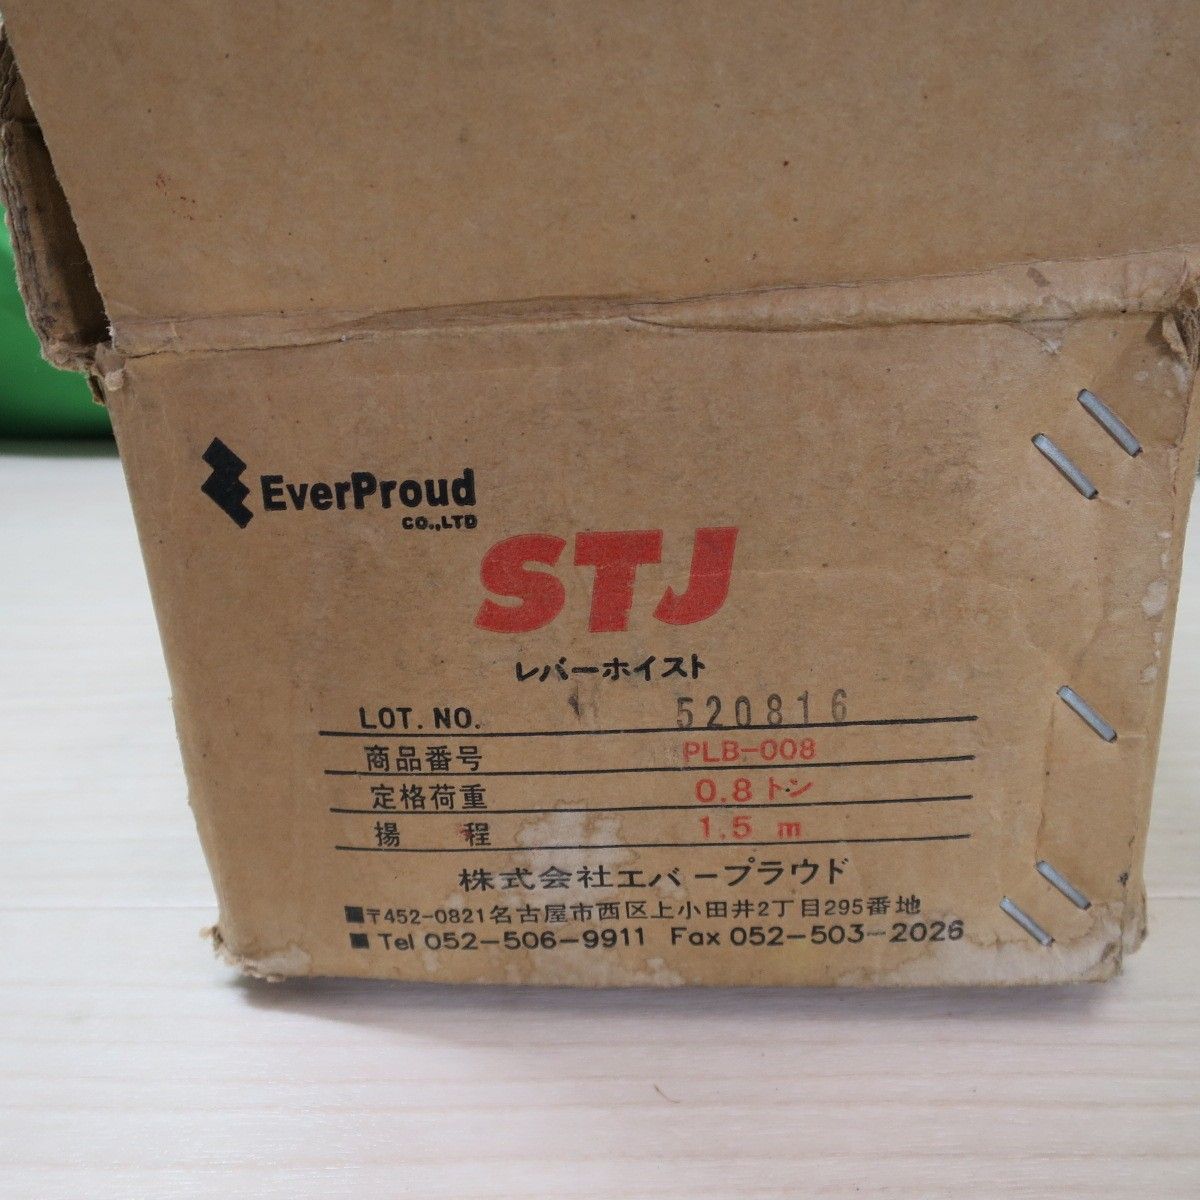 EverProud
CO.,LTD
STJ
レバーホイスト
LOT. NO. 520816
商品番号 PLB-008
定格荷重 0.8トン
揚程 1.5 m
株式会社エバープラウド
■〒452-0821名古屋市西区上小田井2丁目295番地
■Tel 052-506-9911 Fax 052-503-2026